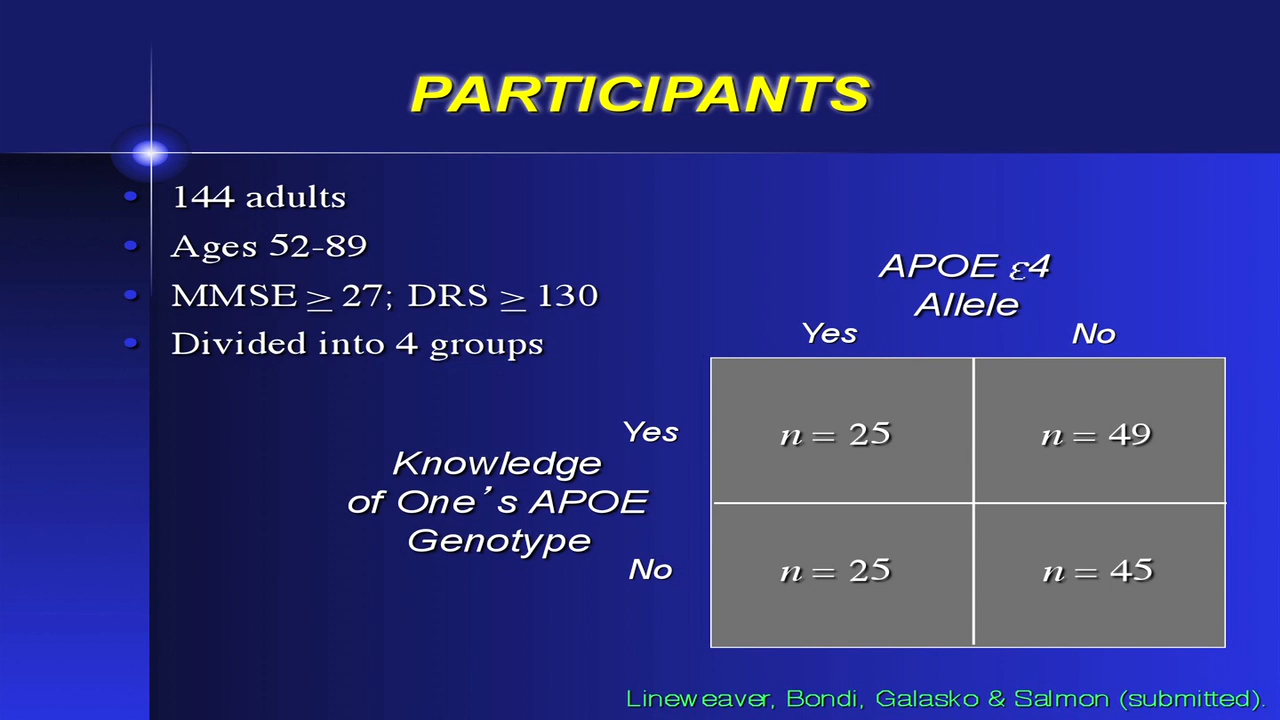 PARTICIPANTS
• 144 adults
• Ages 52-89
• MMSE ≥ 27; DRS ≥ 130
• Divided into 4 groups
APOE ε4
Allele
Yes No
Yes n = 25 n = 49
Knowledge
of One’s APOE
Genotype
No n = 25 n = 45
Lineweaver, Bondi, Galasko & Salmon (submitted).